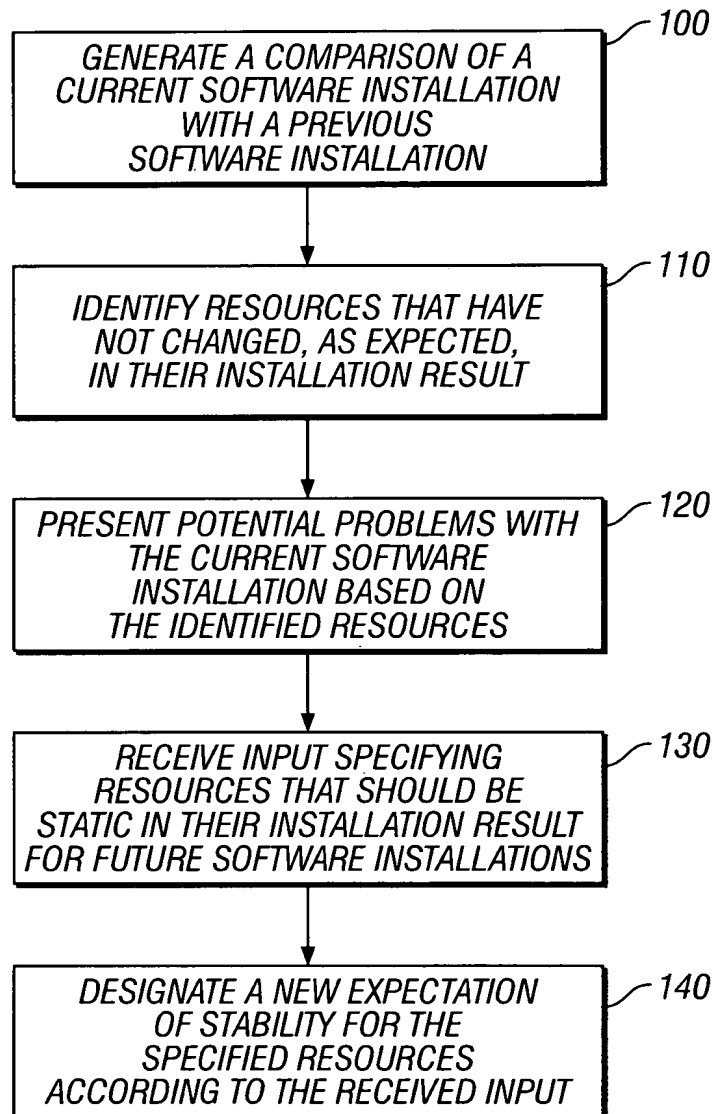 100
GENERATE A COMPARISON OF A
CURRENT SOFTWARE INSTALLATION
WITH A PREVIOUS
SOFTWARE INSTALLATION
110
IDENTIFY RESOURCES THAT HAVE
NOT CHANGED, AS EXPECTED,
IN THEIR INSTALLATION RESULT
120
PRESENT POTENTIAL PROBLEMS WITH
THE CURRENT SOFTWARE
INSTALLATION BASED ON
THE IDENTIFIED RESOURCES
130
RECEIVE INPUT SPECIFYING
RESOURCES THAT SHOULD BE
STATIC IN THEIR INSTALLATION RESULT
FOR FUTURE SOFTWARE INSTALLATIONS
140
DESIGNATE A NEW EXPECTATION
OF STABILITY FOR THE
SPECIFIED RESOURCES
ACCORDING TO THE RECEIVED INPUT